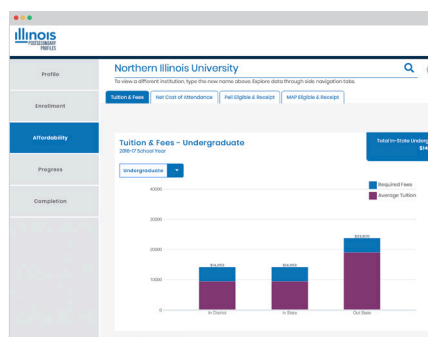 ILLINOIS
POSTSECONDARY
PROFILES
Profile
Enrollment
Affordability
Progress
Completion
Northern Illinois University
To view a different institution, type the new name above. Explore data through side navigation tabs.
Tuition & Fees
Net Cost of Attendance
Pell Eligible & Receipt
MAP Eligible & Receipt
Tuition & Fees - Undergraduate
2016-17 School Year
Total In-State Underg
$14
Undergraduate
Required Fees
Average Tuition
40000
30000
20000
10000
0
In District
In State
Out State